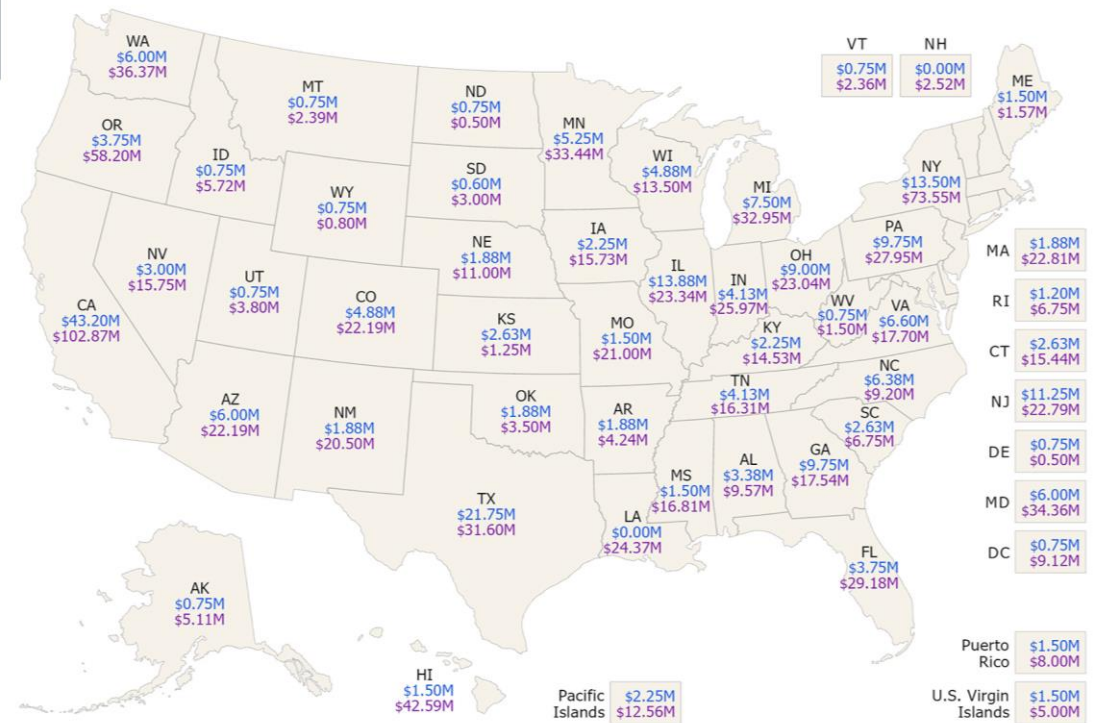 WA
$6.00M
$36.37M
MT
$0.75M
$2.39M
ND
$0.75M
$0.50M
MN
$5.25M
$33.44M
VT
$0.75M
$2.36M
NH
$0.00M
$2.52M
ME
$1.50M
$1.57M
OR
$3.75M
$58.20M
ID
$0.75M
$5.72M
WY
$0.75M
$0.80M
SD
$0.60M
$3.00M
WI
$4.88M
$13.50M
MI
$7.50M
$32.95M
NY
$13.50M
$73.55M
NV
$3.00M
$15.75M
UT
$0.75M
$3.80M
CO
$4.88M
$22.19M
NE
$1.88M
$11.00M
IA
$2.25M
$15.73M
IL
$13.88M
$23.34M
IN
$4.13M
$25.97M
OH
$9.00M
$23.04M
PA
$9.75M
$27.95M
MA
$1.88M
$22.81M
CA
$43.20M
$102.87M
KS
$2.63M
$1.25M
MO
$1.50M
$21.00M
KY
$2.25M
$14.53M
WV
$0.75M
$1.50M
VA
$6.60M
$17.70M
RI
$1.20M
$6.75M
CT
$2.63M
$15.44M
AZ
$6.00M
$22.19M
NM
$1.88M
$20.50M
OK
$1.88M
$3.50M
AR
$1.88M
$4.24M
TN
$4.13M
$16.31M
NC
$6.38M
$9.20M
SC
$2.63M
$6.75M
NJ
$11.25M
$22.79M
DE
$0.75M
$0.50M
TX
$21.75M
$31.60M
LA
$0.00M
$24.37M
MS
$1.50M
$16.81M
AL
$3.38M
$9.57M
GA
$9.75M
$17.54M
MD
$6.00M
$34.36M
DC
$0.75M
$9.12M
FL
$3.75M
$29.18M
AK
$0.75M
$5.11M
HI
$1.50M
$42.59M
Pacific
Islands
$2.25M
$12.56M
Puerto
Rico
$1.50M
$8.00M
U.S. Virgin
Islands
$1.50M
$5.00M